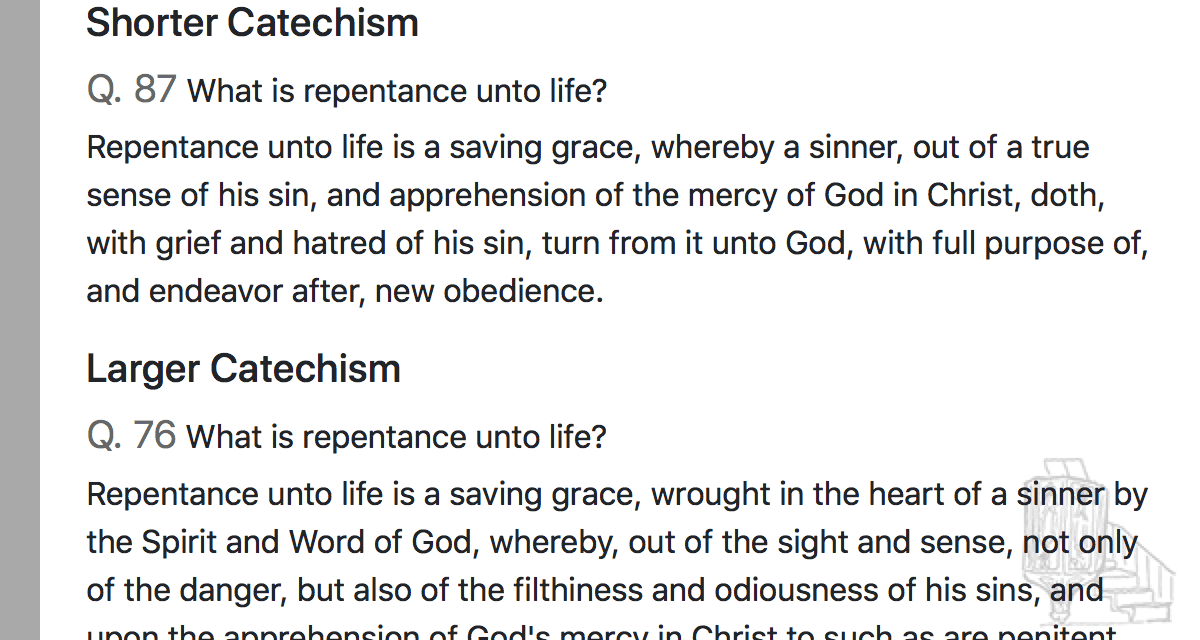 Shorter Catechism
Q. 87 What is repentance unto life?
Repentance unto life is a saving grace, whereby a sinner, out of a true
sense of his sin, and apprehension of the mercy of God in Christ, doth,
with grief and hatred of his sin, turn from it unto God, with full purpose of,
and endeavor after, new obedience.
Larger Catechism
Q. 76 What is repentance unto life?
Repentance unto life is a saving grace, wrought in the heart of a sinner by
the Spirit and Word of God, whereby, out of the sight and sense, not only
of the danger, but also of the filthiness and odiousness of his sins, and
upon the apprehension of God's mercy in Christ to such as are penitent